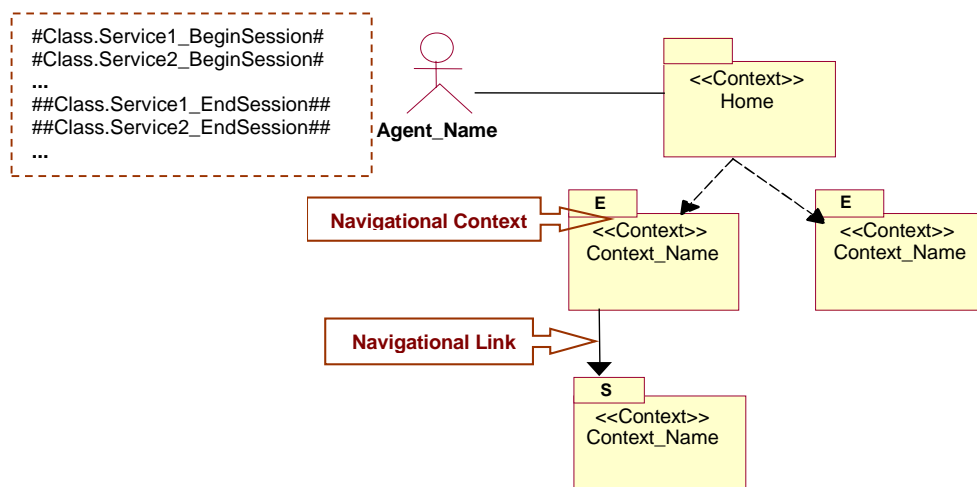 #Class.Service1_BeginSession#
#Class.Service2_BeginSession#
...
##Class.Service1_EndSession##
##Class.Service2_EndSession##
...
Agent_Name
<<Context>>
Home
Navigational Context
E
<<Context>>
Context_Name
E
<<Context>>
Context_Name
Navigational Link
S
<<Context>>
Context_Name